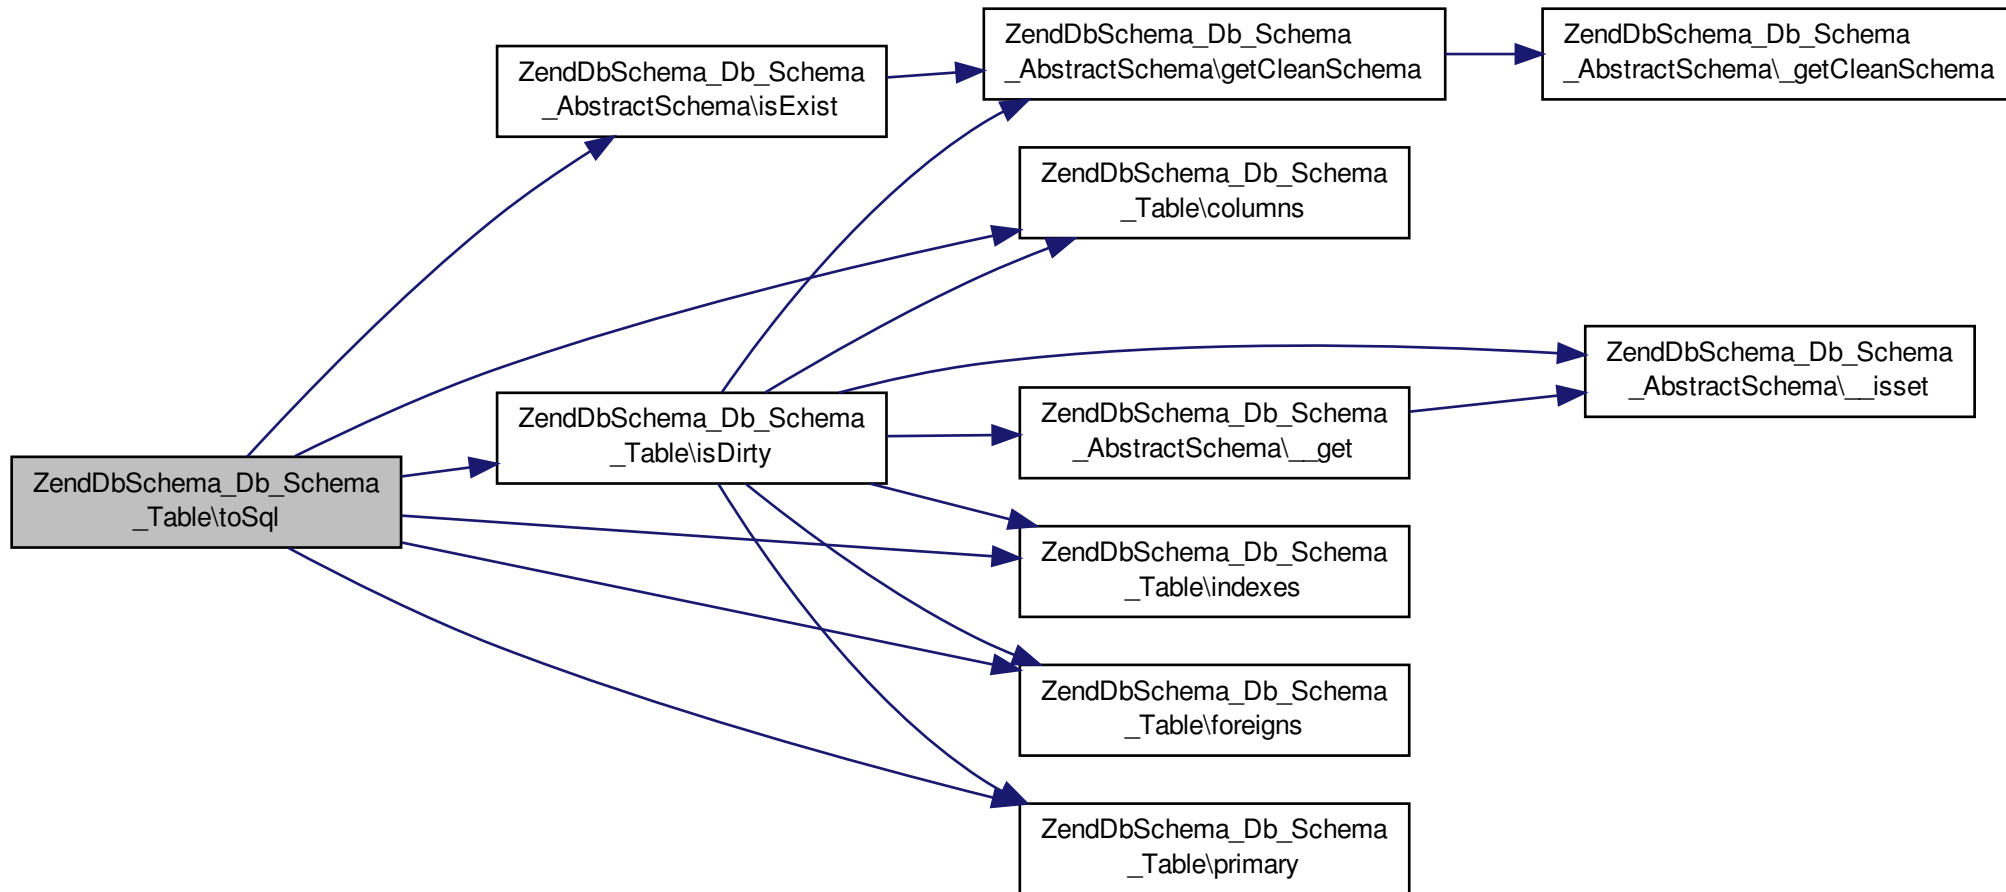 ZendDbSchema_Db_Schema
_Table\toSql
ZendDbSchema_Db_Schema
_AbstractSchema\isExist
ZendDbSchema_Db_Schema
_Table\isDirty
ZendDbSchema_Db_Schema
_AbstractSchema\getCleanSchema
ZendDbSchema_Db_Schema
_Table\columns
ZendDbSchema_Db_Schema
_AbstractSchema\__get
ZendDbSchema_Db_Schema
_Table\indexes
ZendDbSchema_Db_Schema
_Table\foreigns
ZendDbSchema_Db_Schema
_Table\primary
ZendDbSchema_Db_Schema
_AbstractSchema\_getCleanSchema
ZendDbSchema_Db_Schema
_AbstractSchema\__isset